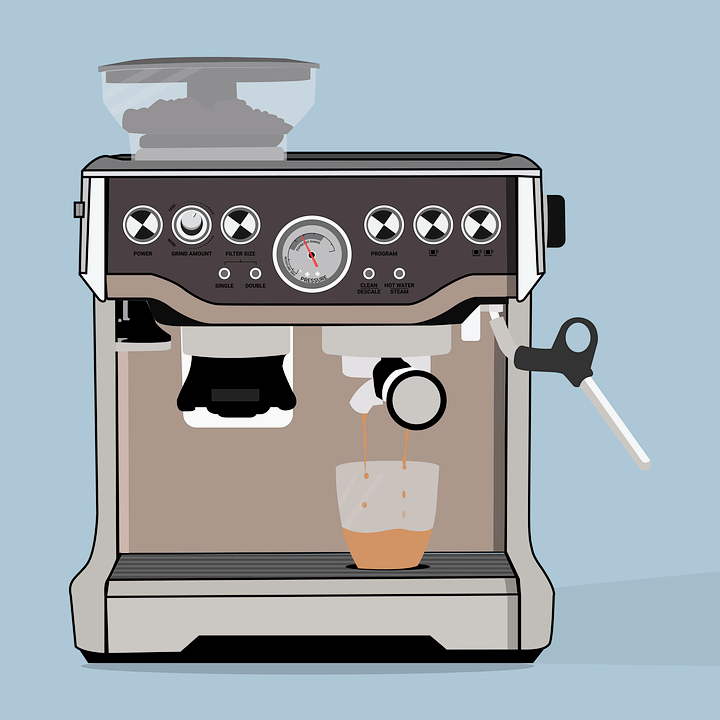 POWER
GRIND AMOUNT
FILTER SIZE
SINGLE
DOUBLE
PRESSURE
PROGRAM
CLEAN
DESCALE
HOT WATER
STEAM